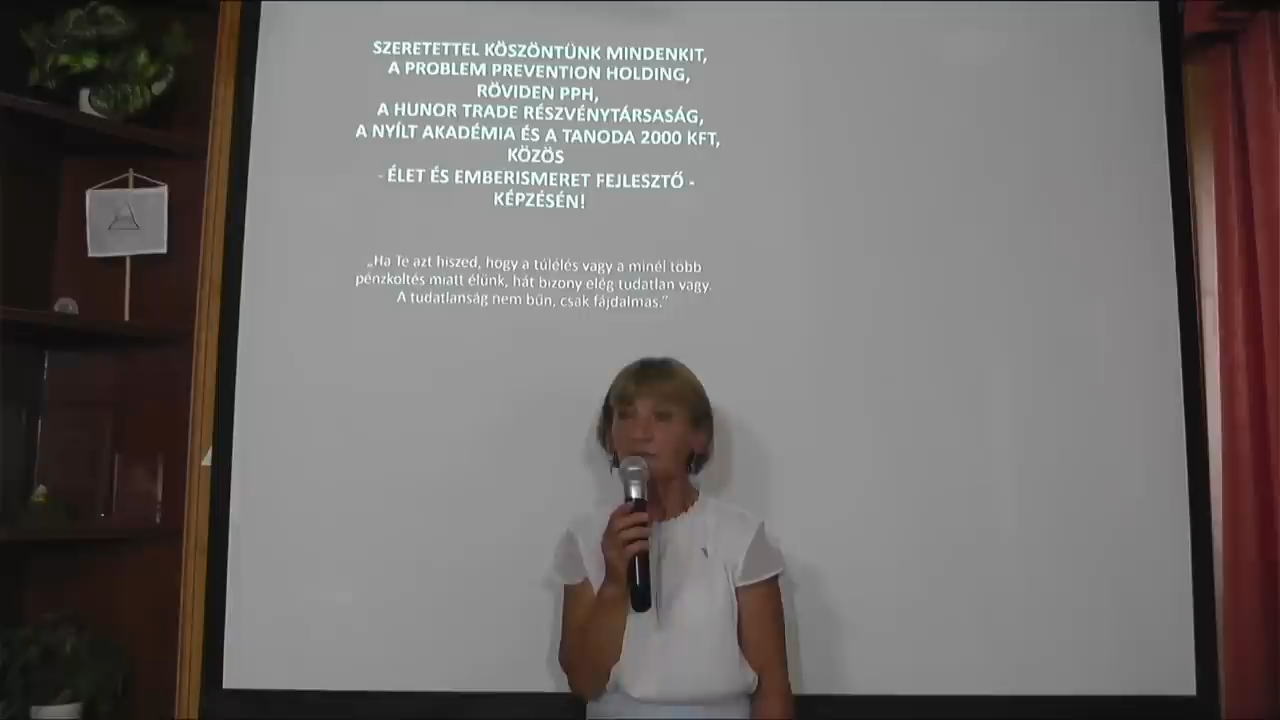 SZERETETTEL KÖSZÖNTÜNK MINDENKIT,
A PROBLEM PREVENTION HOLDING,
RÖVIDEN PPH,
A HUNOR TRADE RÉSZVÉNYTÁRSASÁG,
A NYÍLT AKADÉMIA ÉS A TANODA 2000 KFT,
KÖZÖS
- ÉLET ÉS EMBERISMERET FEJLESZTŐ -
KÉPZÉSÉN!
„Ha Te azt hiszed, hogy a túlélés vagy a minél több
pénzköltés miatt élünk, hát bizony elég tudatlan vagy.
A tudatlanság nem bűn, csak fájdalmas.”